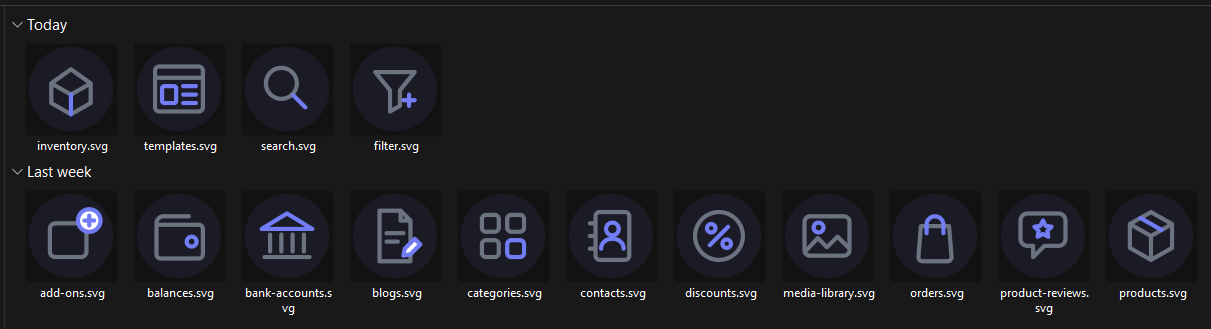 Today
inventory.svg templates.svg search.svg filter.svg
Last week
add-ons.svg balances.svg bank-accounts.s blogs.svg categories.svg contacts.svg discounts.svg media-library.svg orders.svg product-reviews. products.svg
vg svg